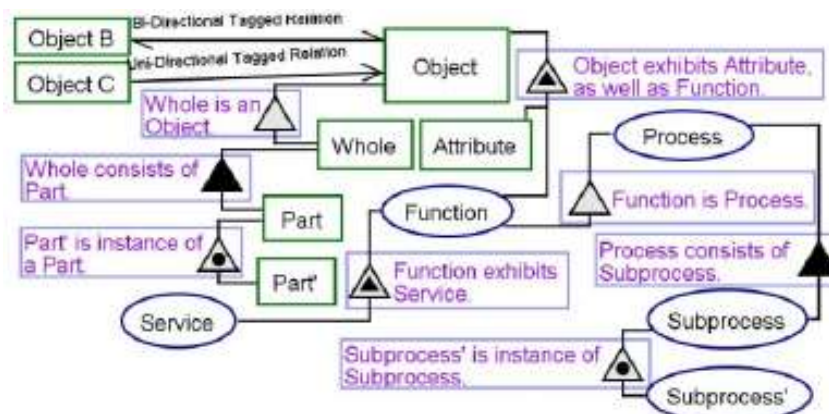 Bi-Directional Tagged Relation
Object B
Uni-Directional Tagged Relation
Object C
Object
Object exhibits Attribute,
as well as Function.
Whole is an
Object.
Whole
Attribute
Process
Whole consists of
Part.
Part
Function
Function is Process.
Part' is instance of
a Part.
Part'
Function exhibits
Service.
Process consists of
Subprocess.
Service
Subprocess
Subprocess' is instance of
Subprocess.
Subprocess'